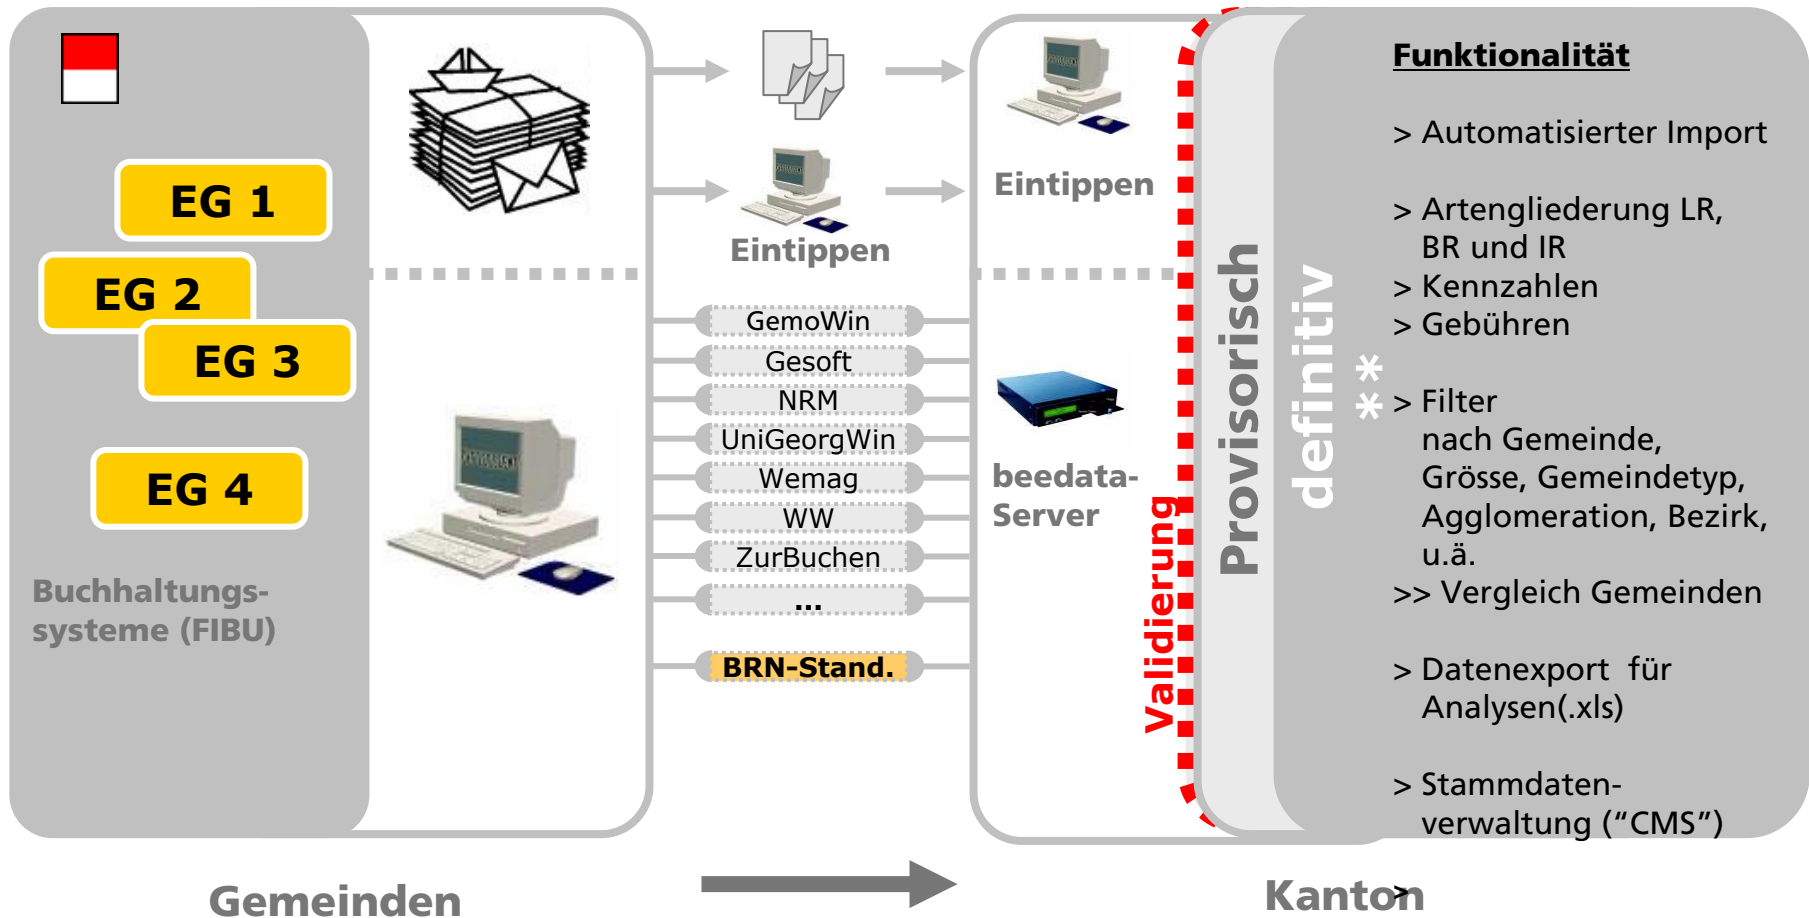 EG 1
EG 2
EG 3
EG 4
Buchhaltungs-
systeme (FIBU)
Eintippen
GemoWin
Gesoft
NRM
UniGeorgWin
Wemag
WW
ZurBuchen
...
BRN-Stand.
Eintippen
beedata-
Server
Validierung
Provisorisch
definitiv
**
Funktionalität
> Automatisierter Import
> Artengliederung LR,
BR und IR
> Kennzahlen
> Gebühren
> Filter
nach Gemeinde,
Grösse, Gemeindetyp,
Agglomeration, Bezirk,
u.ä.
>> Vergleich Gemeinden
> Datenexport für
Analysen(.xls)
> Stammdaten-
verwaltung (“CMS”)
>
Gemeinden
Kanton